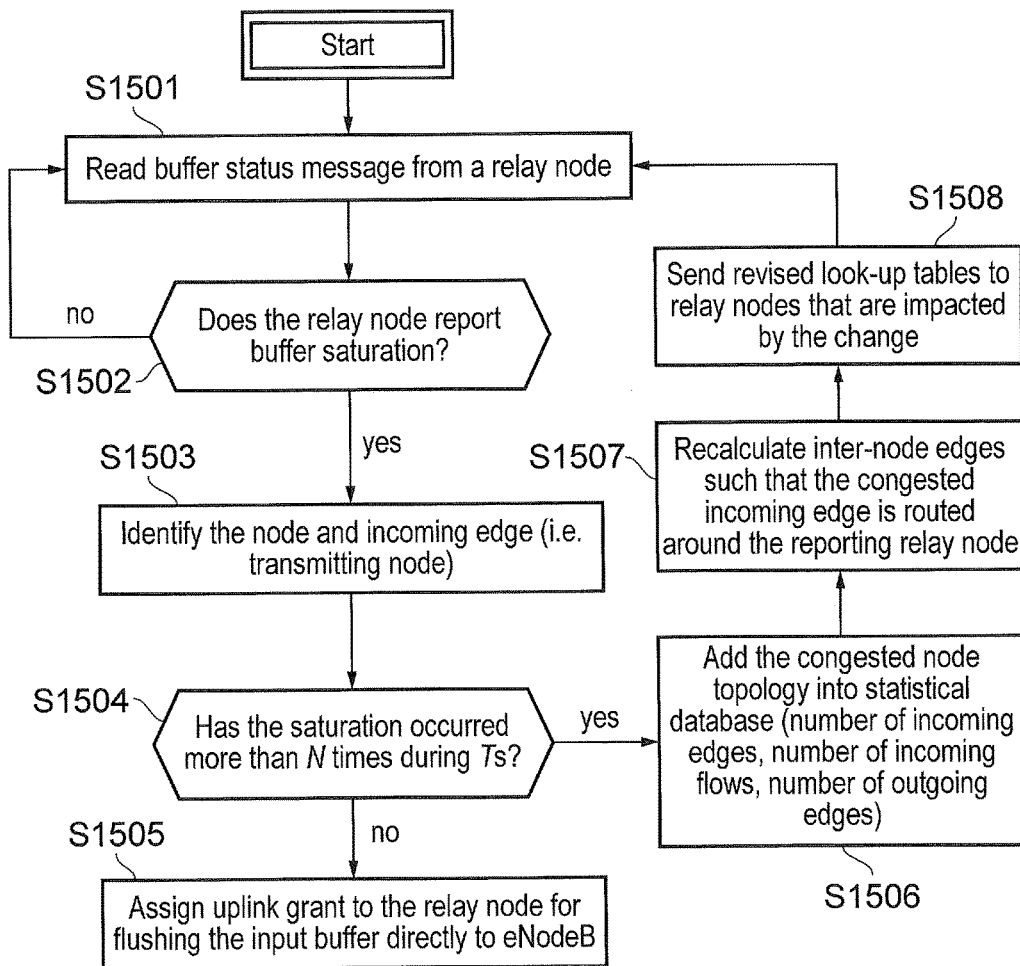 Start
S1501
Read buffer status message from a relay node
S1508
Send revised look-up tables to
relay nodes that are impacted
by the change
no
Does the relay node report
buffer saturation?
S1502
yes
S1503
Identify the node and incoming edge (i.e.
transmitting node)
S1507
Recalculate inter-node edges
such that the congested
incoming edge is routed
around the reporting relay node
S1504
Has the saturation occurred
more than N times during Ts?
yes
Add the congested node
topology into statistical
database (number of incoming
edges, number of incoming
flows, number of outgoing
edges)
S1506
no
S1505
Assign uplink grant to the relay node for
flushing the input buffer directly to eNodeB